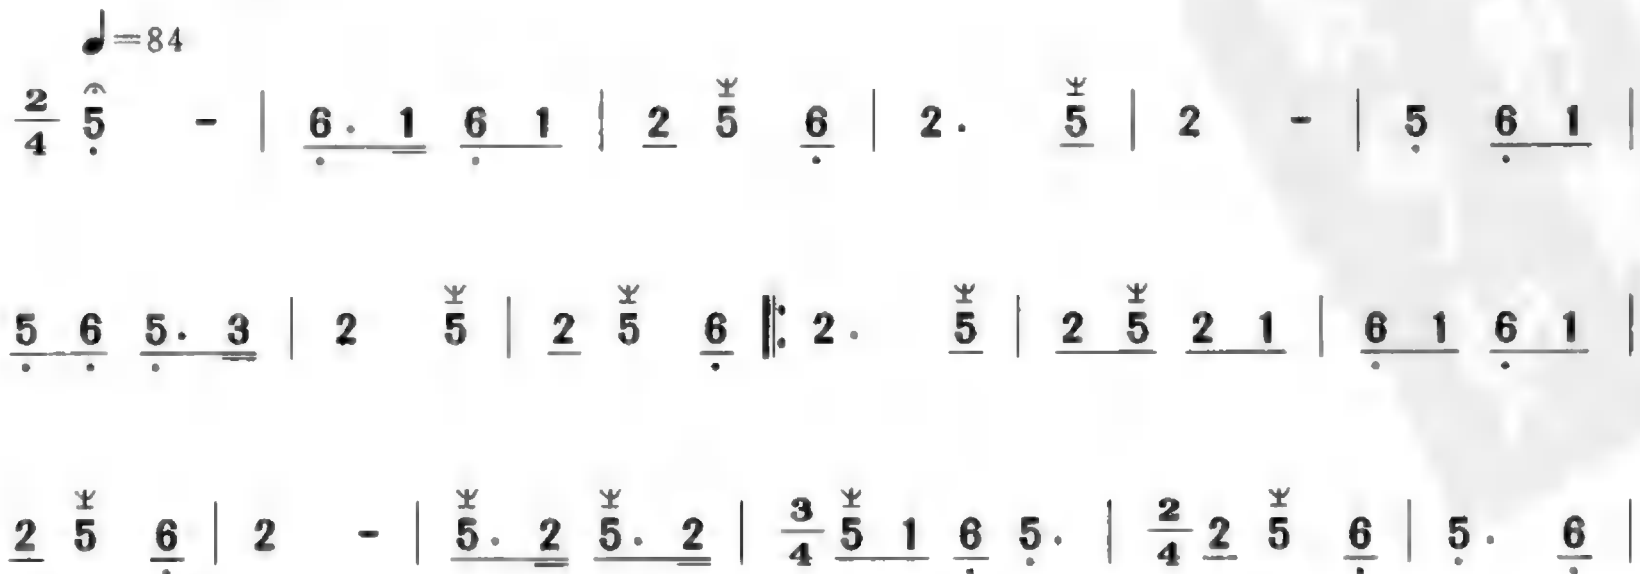 ♩=84
2/4 5 - | 6. 1 6 1 | 2 5 6 | 2. 5 | 2 - | 5 6 1 |
5 6 5. 3 | 2 5 | 2 5 6 ‖: 2. 5 | 2 5 2 1 | 6 1 6 1 |
2 5 6 | 2 - | 5. 2 5. 2 | 3/4 5 1 6 5. | 2/4 2 5 6 | 5. 6 |